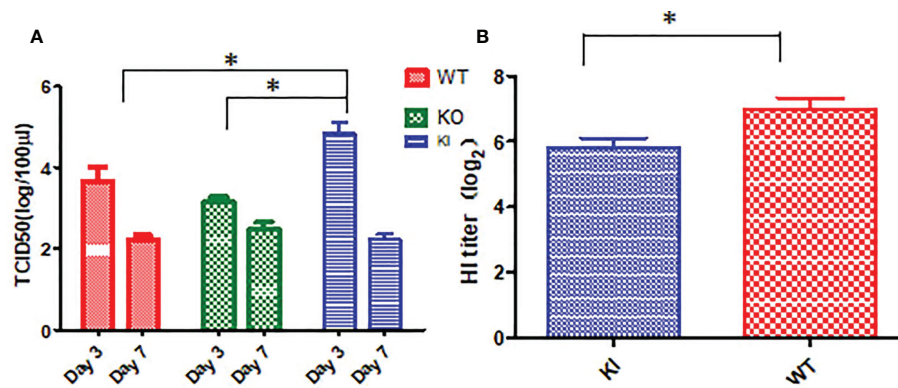 A
B
*
*
*
TCID50(log/100µl)
6
4
2
0
Day 3
Day 7
Day 3
Day 7
Day 3
Day 7
WT
KO
KI
HI titer (log2)
8
6
4
2
0
KI
WT